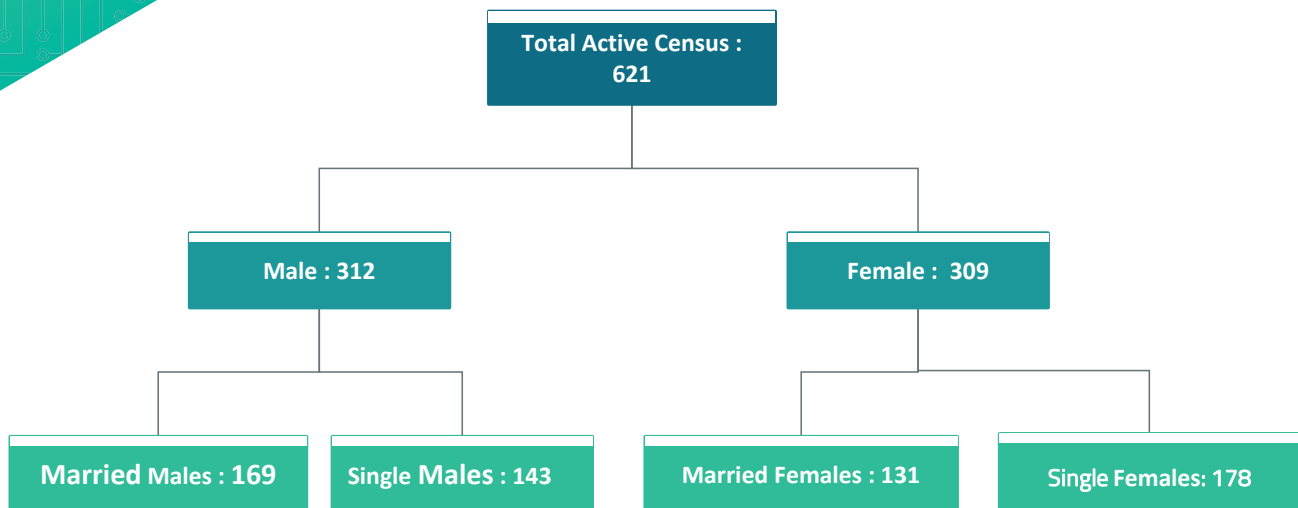 Total Active Census :
621
Male : 312
Female :  309
Married Males : 169
Single Males : 143
Married Females : 131
Single Females: 178